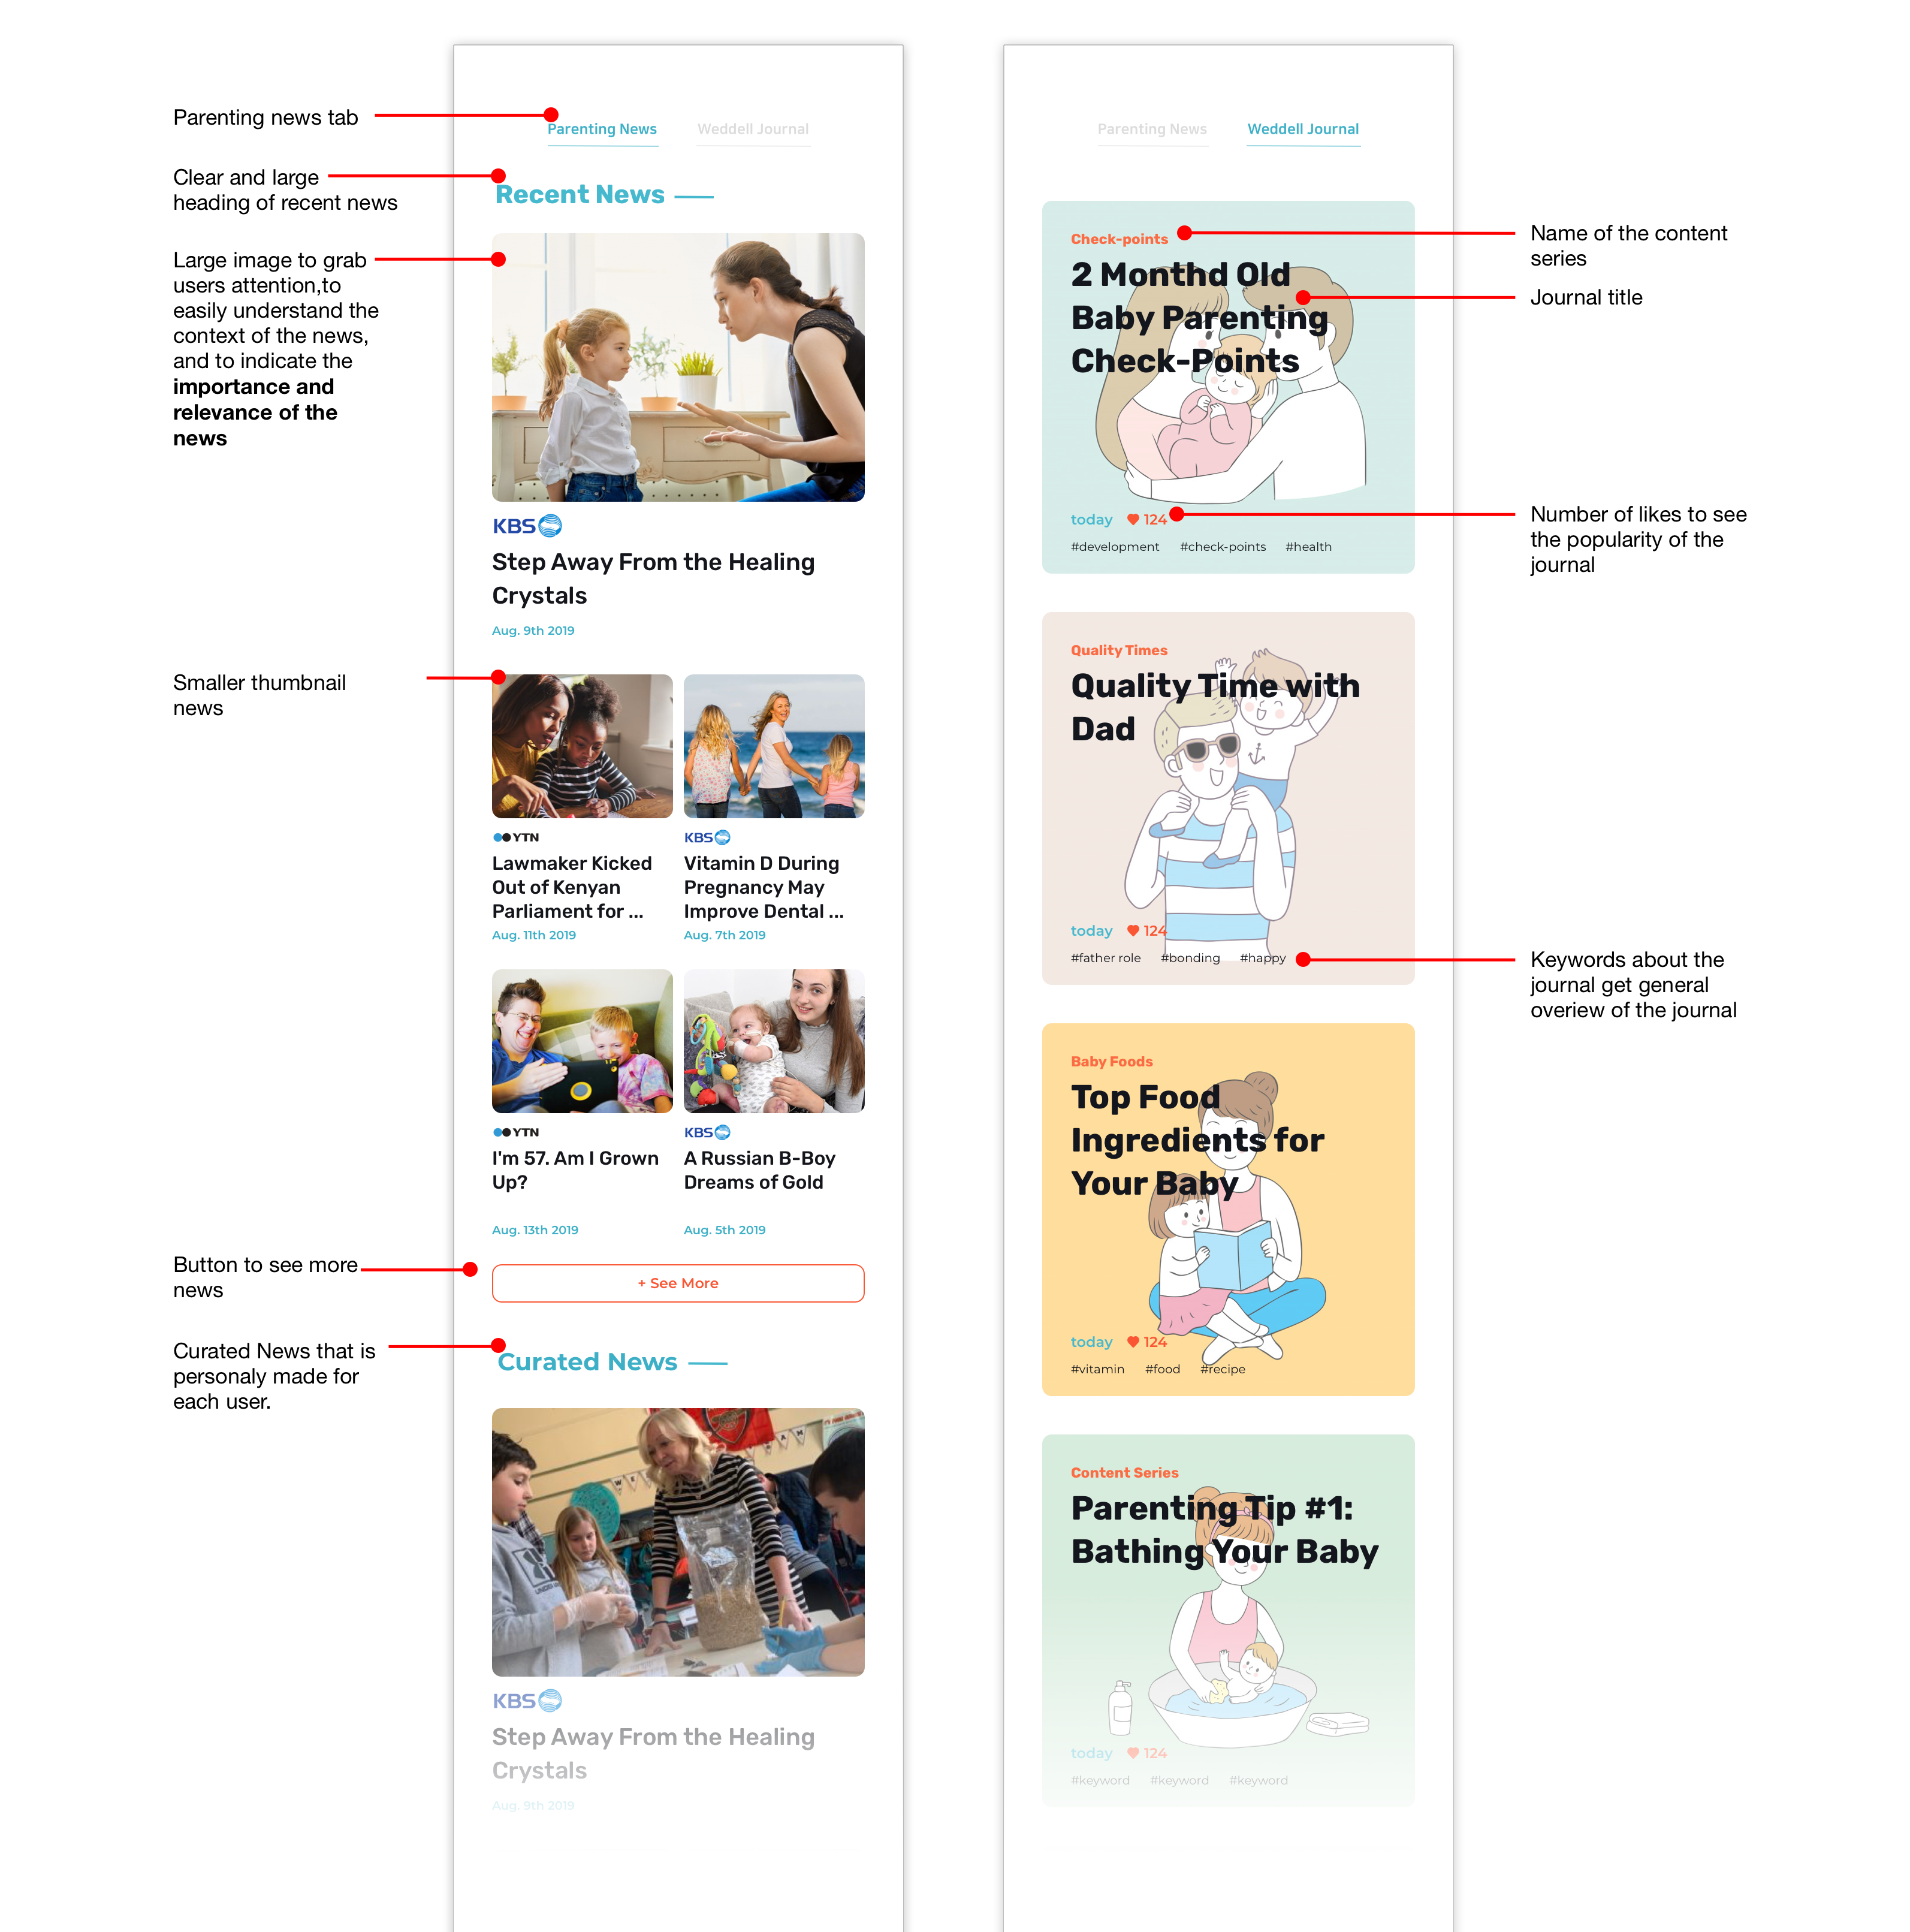 Parenting news tab
Clear and large
heading of recent news
Large image to grab
users attention,to
easily understand the
context of the news,
and to indicate the
importance and
relevance of the
news
Smaller thumbnail
news
Button to see more
news
Curated News that is
personaly made for
each user.
Parenting News
Weddell Journal
Recent News
KBS
Step Away From the Healing
Crystals
Aug. 9th 2019
YTN
Lawmaker Kicked
Out of Kenyan
Parliament for ...
Aug. 11th 2019
KBS
Vitamin D During
Pregnancy May
Improve Dental ...
Aug. 7th 2019
YTN
I'm 57. Am I Grown
Up?
Aug. 13th 2019
KBS
A Russian B-Boy
Dreams of Gold
Aug. 5th 2019
+ See More
Curated News
KBS
Step Away From the Healing
Crystals
Aug. 9th 2019
Parenting News
Weddell Journal
Check-points
2 Monthd Old
Baby Parenting
Check-Points
today 124
#development #check-points #health
Quality Times
Quality Time with
Dad
today 124
#father role #bonding #happy
Baby Foods
Top Food
Ingredients for
Your Baby
today 124
#vitamin #food #recipe
Content Series
Parenting Tip #1:
Bathing Your Baby
today 124
#keyword #keyword #keyword
Name of the content
series
Journal title
Number of likes to see
the popularity of the
journal
Keywords about the
journal get general
overiew of the journal